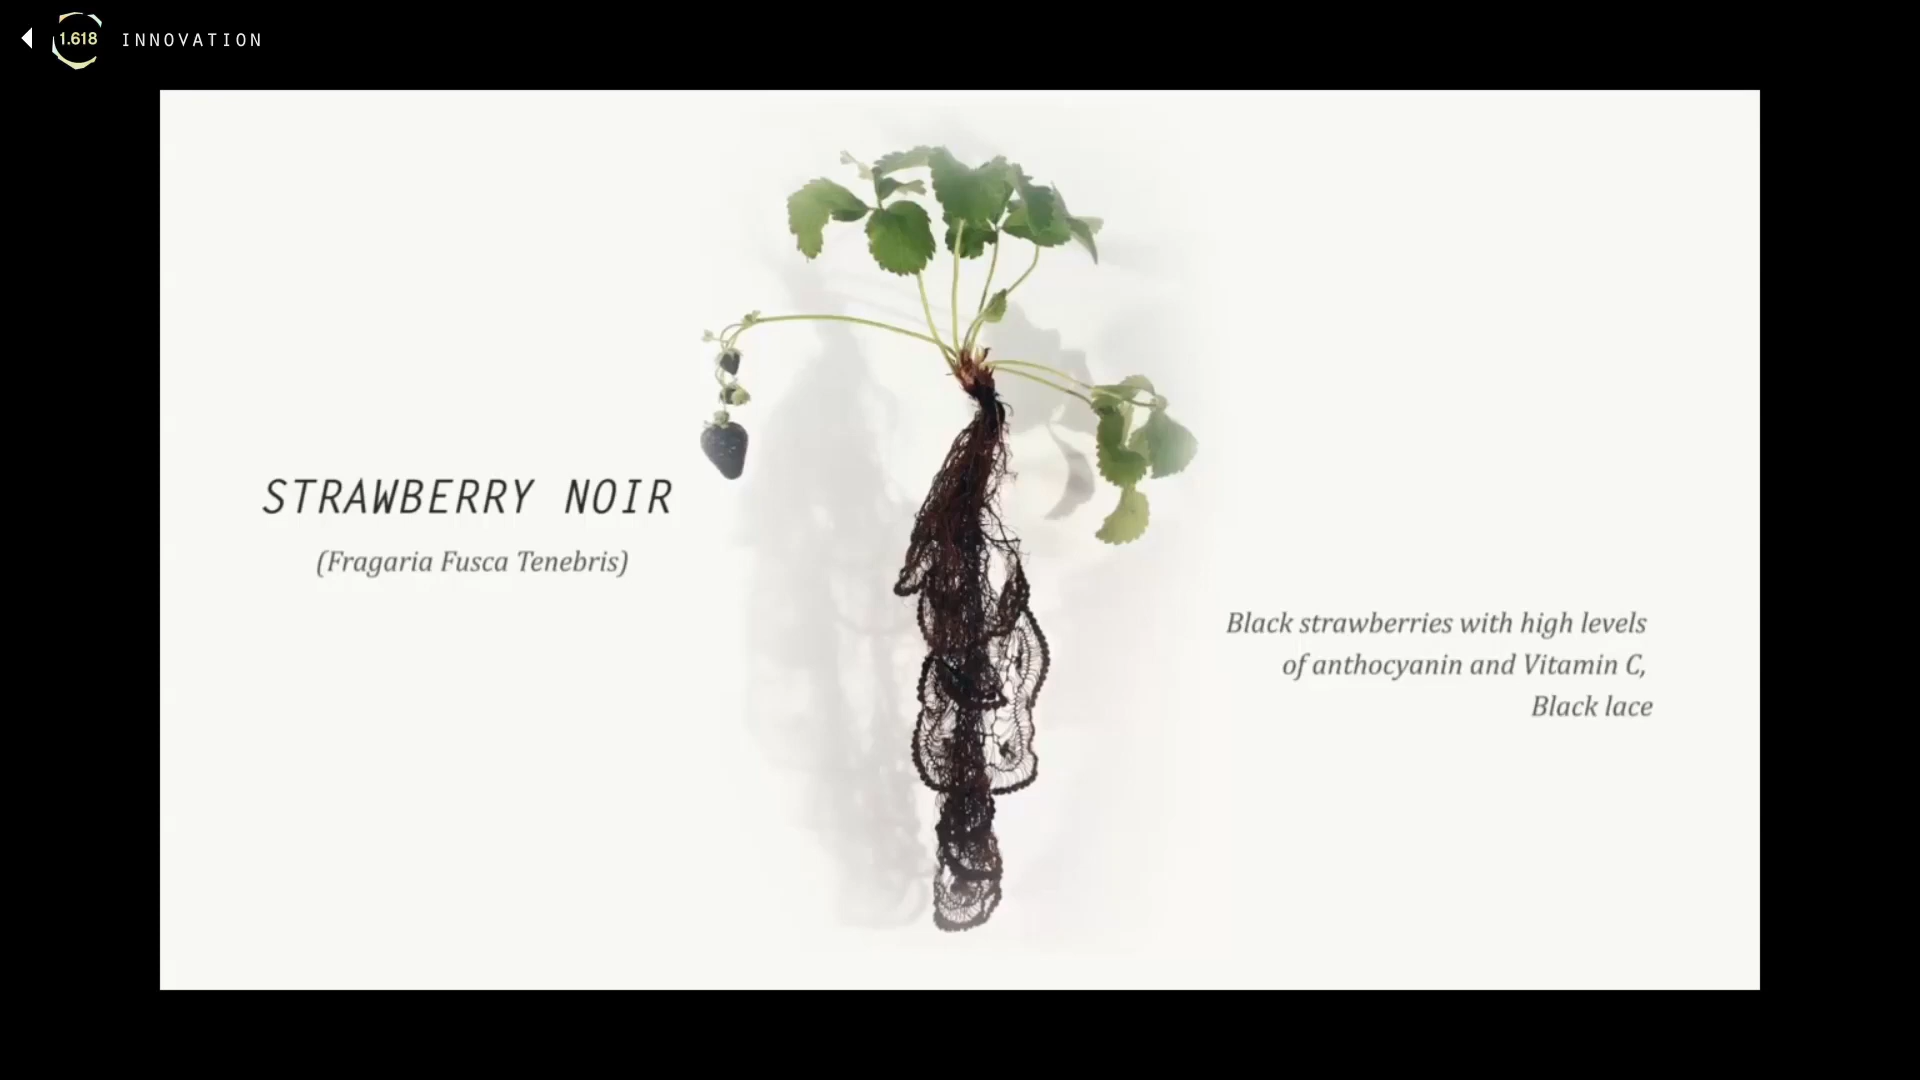 1.618 INNOVATION
STRAWBERRY NOIR
(Fragaria Fusca Tenebris)
Black strawberries with high levels
of anthocyanin and Vitamin C,
Black lace